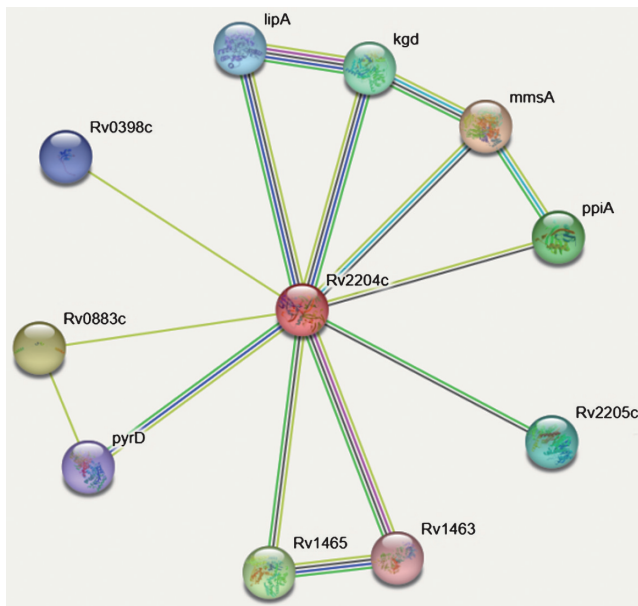 lipA
kgd
mmsA
Rv0398c
ppiA
Rv2204c
Rv0883c
Rv2205c
pyrD
Rv1465
Rv1463